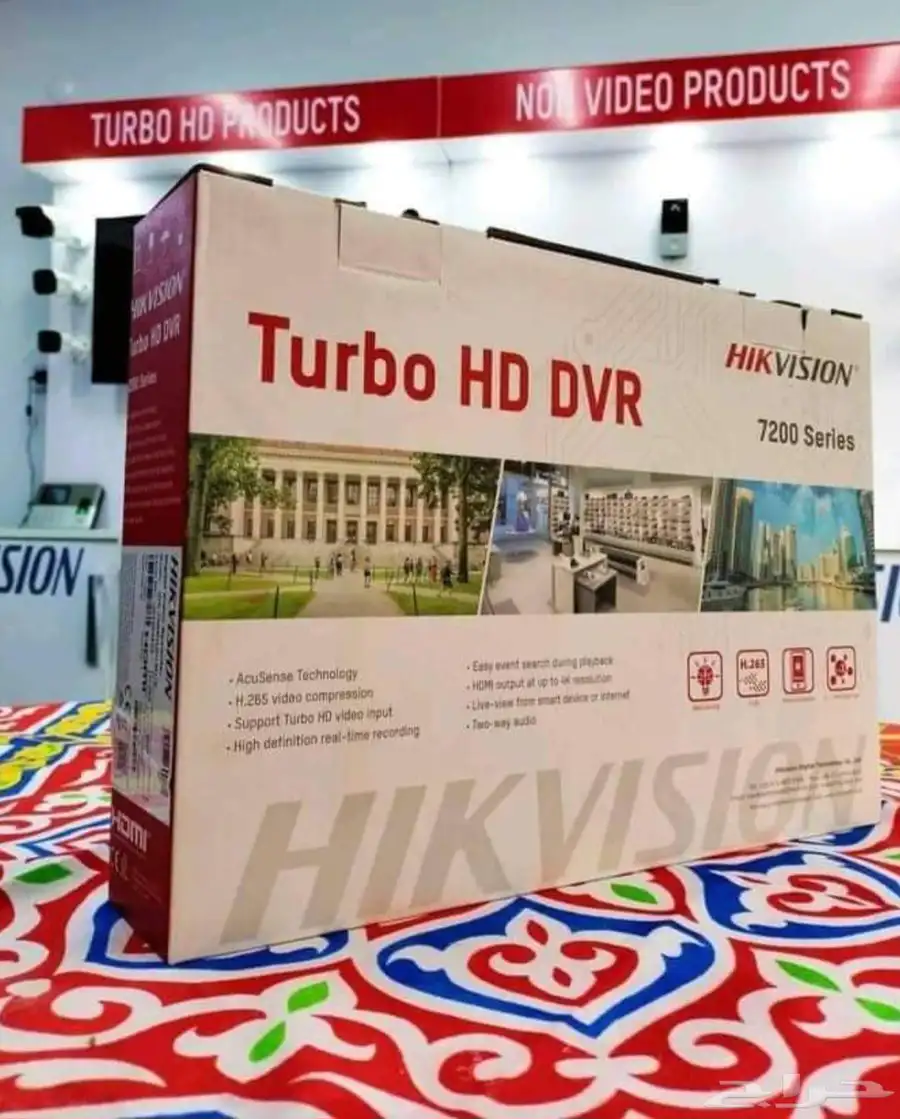 TURBO HD PRODUCTS
NON VIDEO PRODUCTS
HIKVISION
Turbo HD DVR
Turbo HD DVR
HIKVISION®
7200 Series
SION
HIKVISION
• AcuSense Technology
• H.265 video compression
• Support Turbo HD video input
• High definition real-time recording
• Easy event search during playback
• HDMI output at up to 4K resolution
• Live-view from smart device or internet
• Two-way audio
H.265
HIKVISION
HDMI
حراج